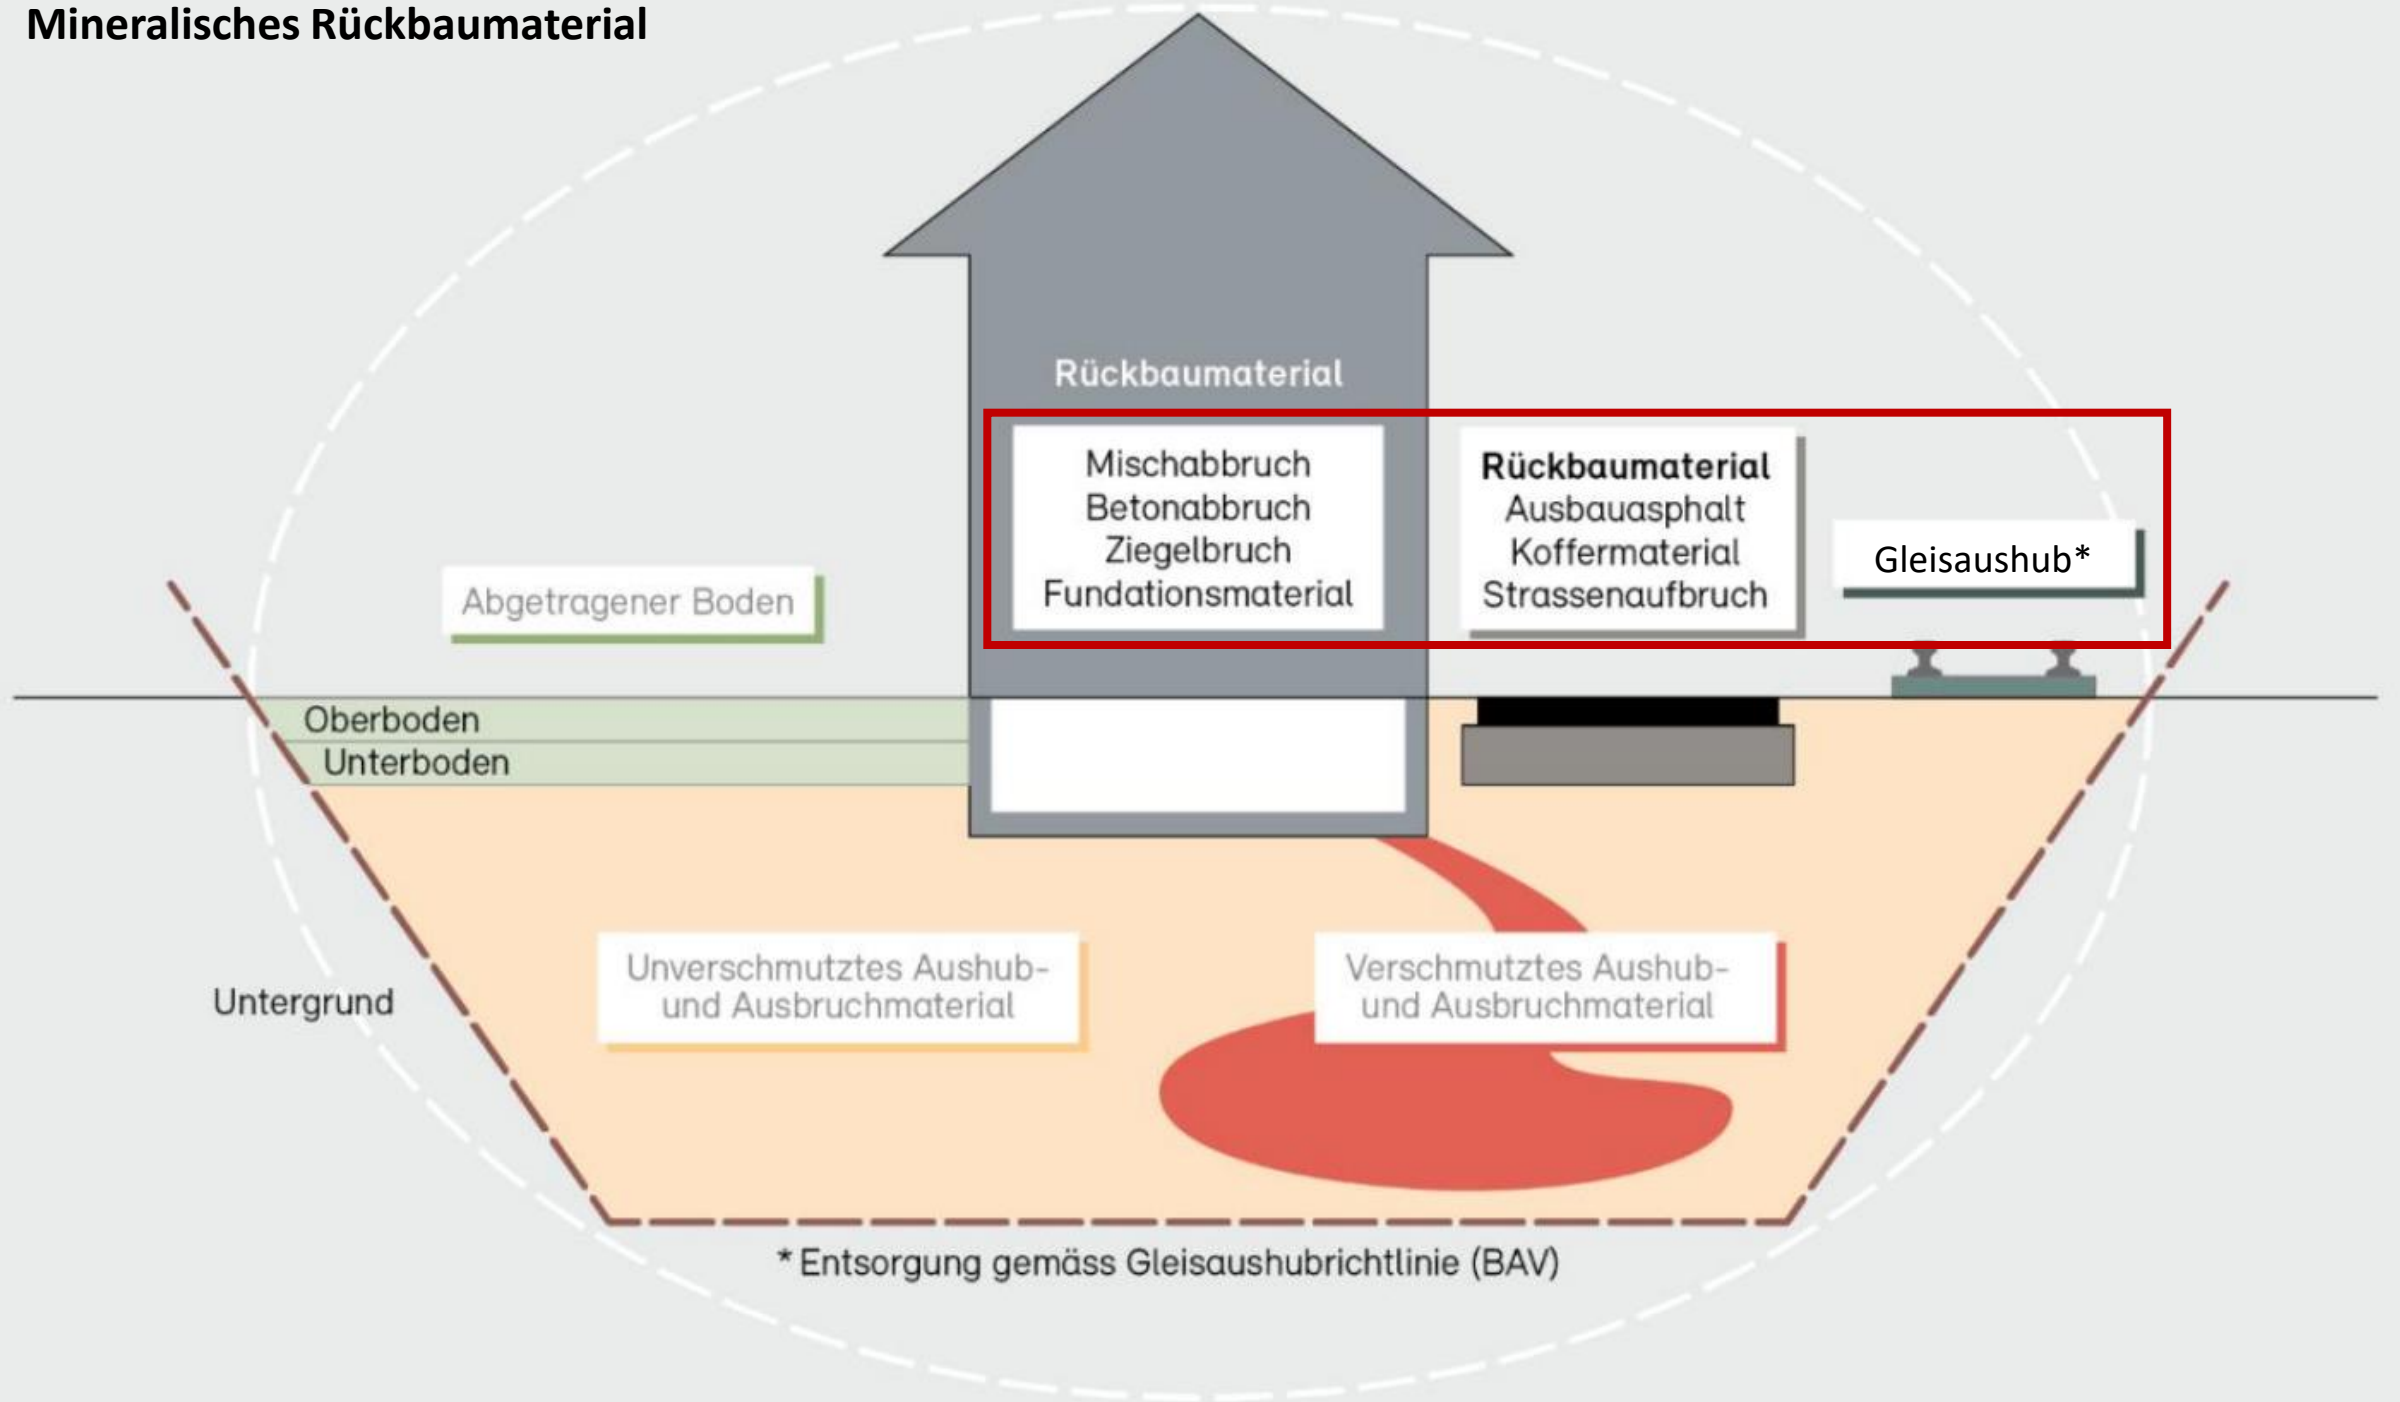 Mineralisches Rückbaumaterial
Rückbaumaterial
Mischabbruch
Betonabbruch
Ziegelbruch
Fundationsmaterial
Rückbaumaterial
Ausbauasphalt
Koffermaterial
Strassenaufbruch
Gleisaushub*
Abgetragener Boden
Oberboden
Unterboden
Unverschmutztes Aushub-
und Ausbruchmaterial
Verschmutztes Aushub-
und Ausbruchmaterial
Untergrund
* Entsorgung gemäss Gleisaushubrichtlinie (BAV)